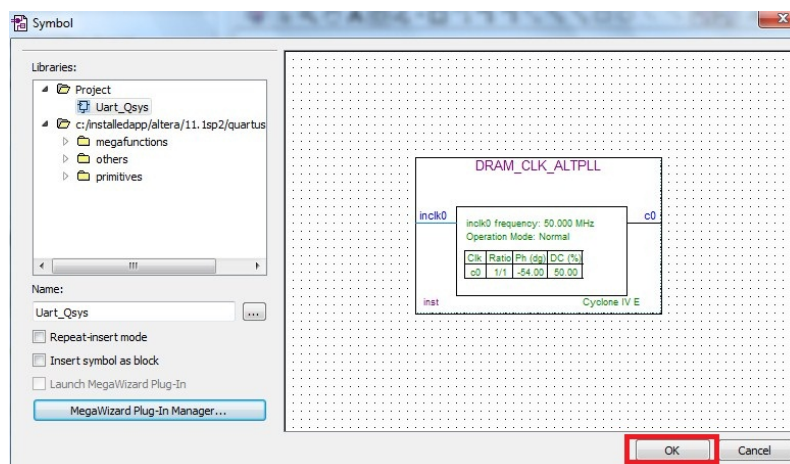 Symbol
Libraries:
Project
Uart_Qsys
c:/installedapp/altera/11.1sp2/quartus
megafunctions
others
primitives
Name:
Uart_Qsys
...
Repeat-insert mode
Insert symbol as block
Launch MegaWizard Plug-In
MegaWizard Plug-In Manager...
DRAM_CLK_ALTPLL
inclk0
c0
inclk0 frequency: 50.000 MHz
Operation Mode: Normal
Clk Ratio Ph (dg) DC (%)
c0 1/1 -54.00 50.00
inst
Cyclone IV E
OK
Cancel